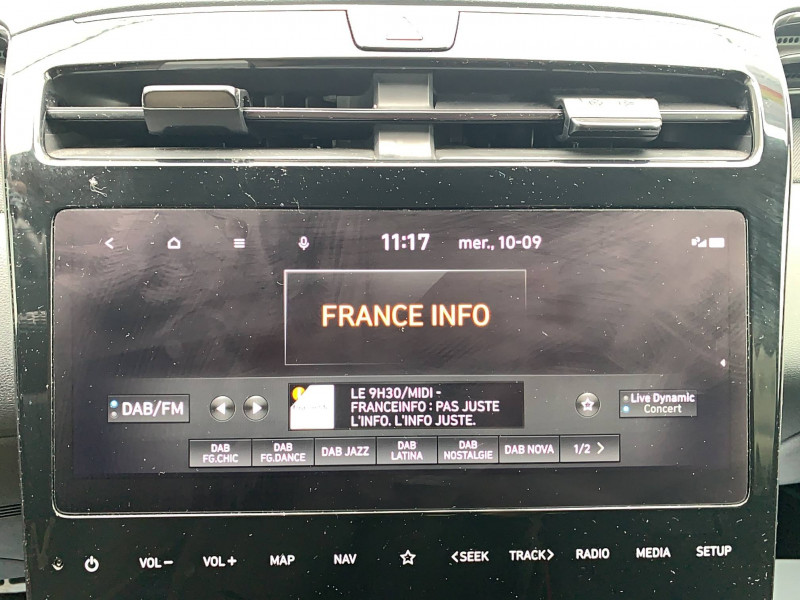 11:17 mer., 10-09
FRANCE INFO
DAB/FM
LE 9H30/MIDI -
FRANCEINFO : PAS JUSTE
L'INFO. L'INFO JUSTE.
Live Dynamic
Concert
DAB
FG.CHIC
DAB
FG.DANCE
DAB JAZZ
DAB
LATINA
DAB
NOSTALGIE
DAB NOVA
1/2 >
VOL− VOL+ MAP NAV <SEEK TRACK> RADIO MEDIA SETUP